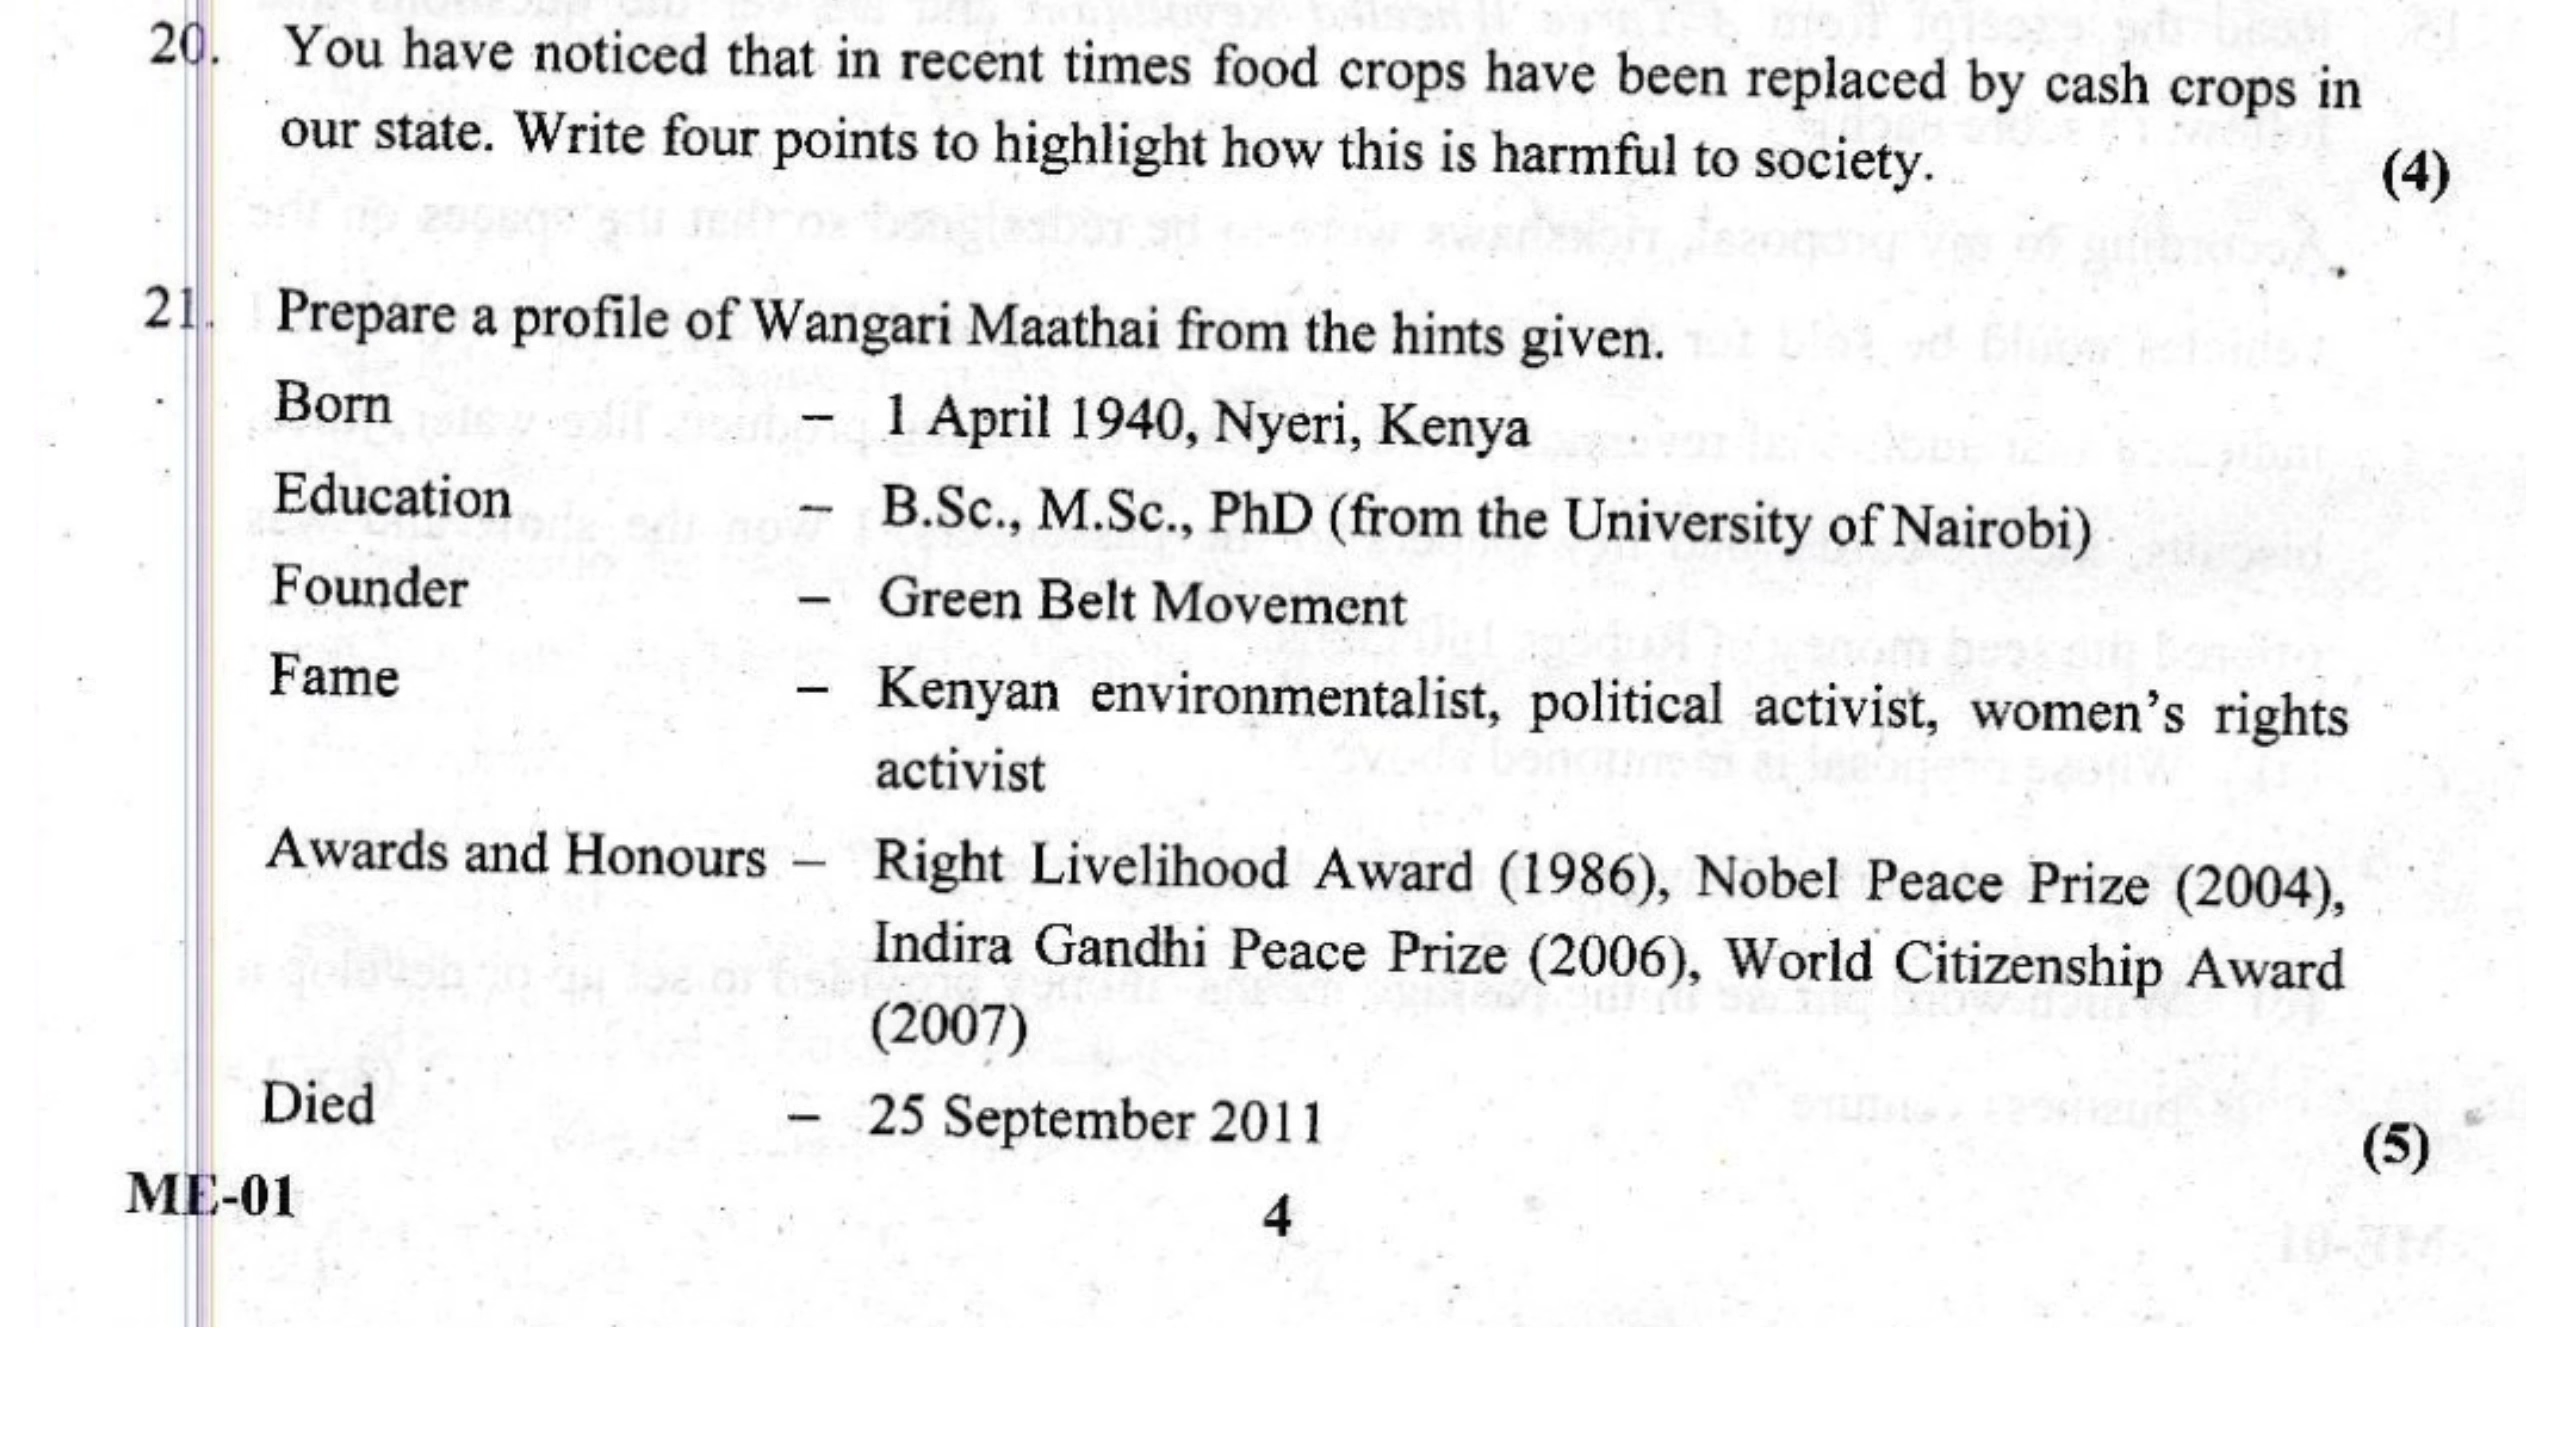 20. You have noticed that in recent times food crops have been replaced by cash crops in
our state. Write four points to highlight how this is harmful to society. (4)
21. Prepare a profile of Wangari Maathai from the hints given.
Born – 1 April 1940, Nyeri, Kenya
Education – B.Sc., M.Sc., PhD (from the University of Nairobi)
Founder – Green Belt Movement
Fame – Kenyan environmentalist, political activist, women's rights
activist
Awards and Honours – Right Livelihood Award (1986), Nobel Peace Prize (2004),
Indira Gandhi Peace Prize (2006), World Citizenship Award
(2007)
Died – 25 September 2011 (5)
ME-01 4